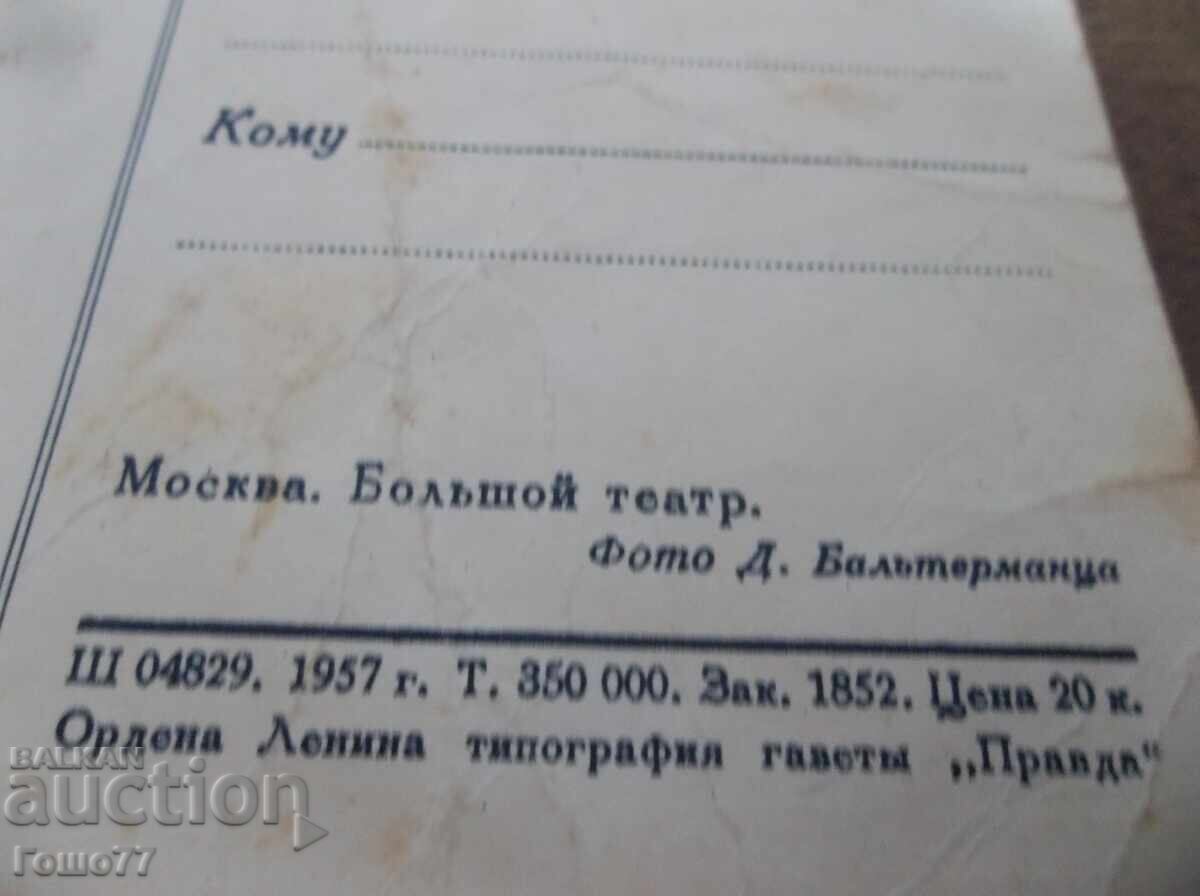 Кому
Москва. Большой театр.
Фото Д. Бальтерманца
Ш 04829. 1957 г. Т. 350 000. Зак. 1852. Цена 20 к.
Ордена Ленина типография газеты „Правда“
BALKAN
auction
Гошо77